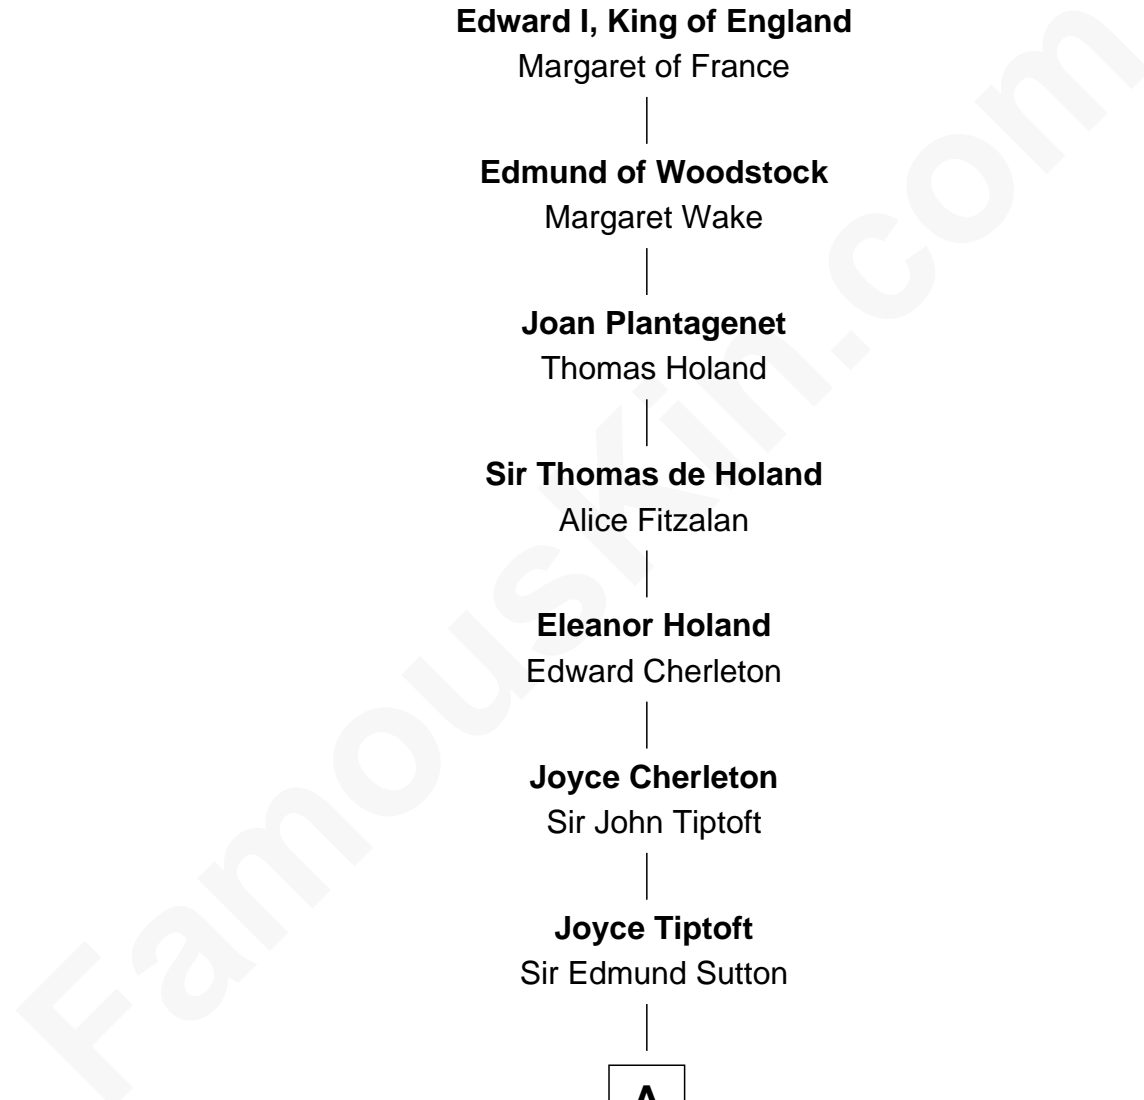 Edward I, King of England
Margaret of France
Edmund of Woodstock
Margaret Wake
Joan Plantagenet
Thomas Holand
Sir Thomas de Holand
Alice Fitzalan
Eleanor Holand
Edward Cherleton
Joyce Cherleton
Sir John Tiptoft
Joyce Tiptoft
Sir Edmund Sutton
A
FamousKin.com